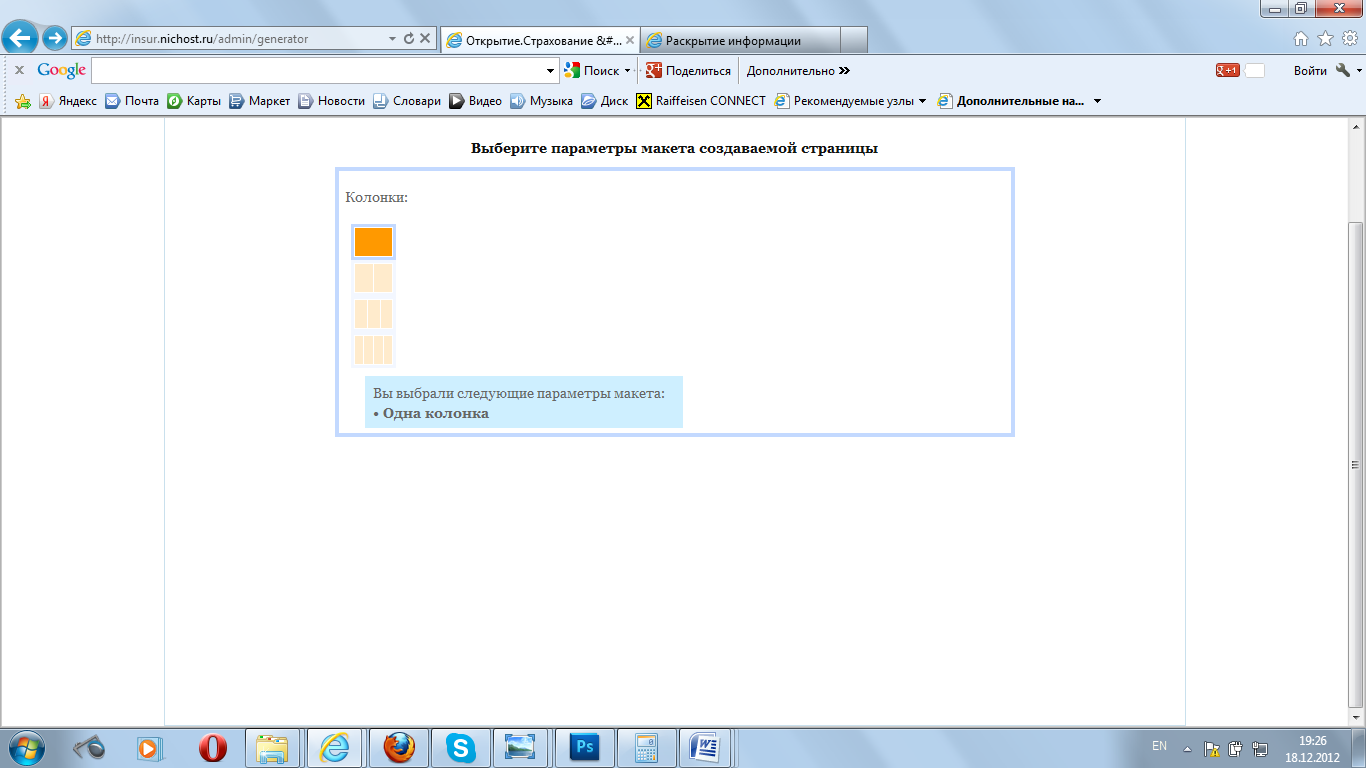 http://insur.nichost.ru/admin/generator
Открытие.Страхование &#...
Раскрытие информации
Google
Поиск
Поделиться
Дополнительно »
+1
Войти
Яндекс
Почта
Карты
Маркет
Новости
Словари
Видео
Музыка
Диск
Raiffeisen CONNECT
Рекомендуемые узлы
Дополнительные на...
Выберите параметры макета создаваемой страницы
Колонки:
Вы выбрали следующие параметры макета:
• Одна колонка
Ps
EN
19:26
18.12.2012